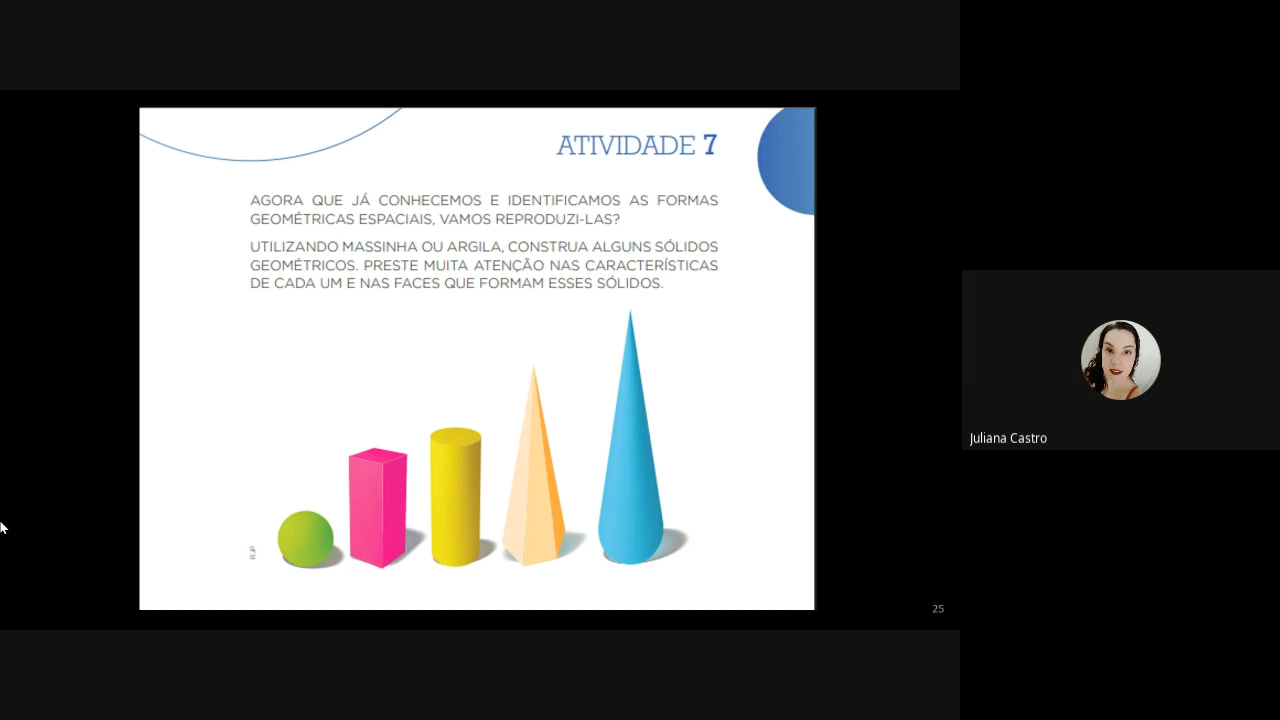 ATIVIDADE 7
AGORA QUE JÁ CONHECEMOS E IDENTIFICAMOS AS FORMAS
GEOMÉTRICAS ESPACIAIS, VAMOS REPRODUZI-LAS?
UTILIZANDO MASSINHA OU ARGILA, CONSTRUA ALGUNS SÓLIDOS
GEOMÉTRICOS. PRESTE MUITA ATENÇÃO NAS CARACTERÍSTICAS
DE CADA UM E NAS FACES QUE FORMAM ESSES SÓLIDOS.
RJP
25
Juliana Castro